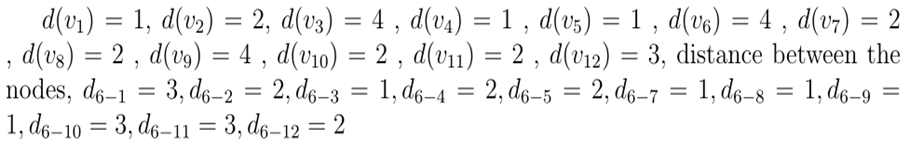 d(v₁) = 1, d(v₂) = 2, d(v₃) = 4 , d(v₄) = 1 , d(v₅) = 1 , d(v₆) = 4 , d(v₇) = 2
, d(v₈) = 2 , d(v₉) = 4 , d(v₁₀) = 2 , d(v₁₁) = 2 , d(v₁₂) = 3, distance between the
nodes, d₆₋₁ = 3, d₆₋₂ = 2, d₆₋₃ = 1, d₆₋₄ = 2, d₆₋₅ = 2, d₆₋₇ = 1, d₆₋₈ = 1, d₆₋₉ =
1, d₆₋₁₀ = 3, d₆₋₁₁ = 3, d₆₋₁₂ = 2